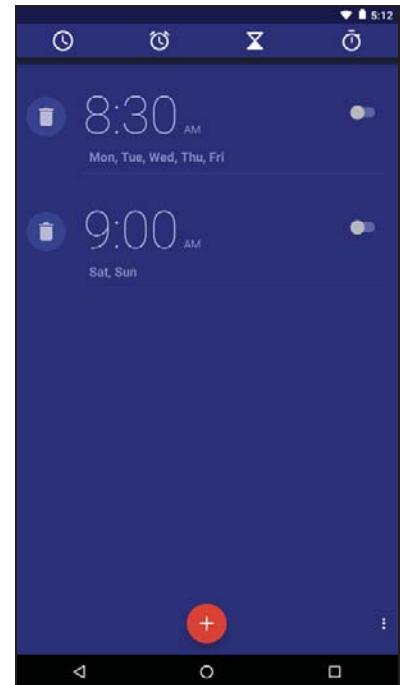 5:12
8:30 AM
Mon, Tue, Wed, Thu, Fri
9:00 AM
Sat, Sun